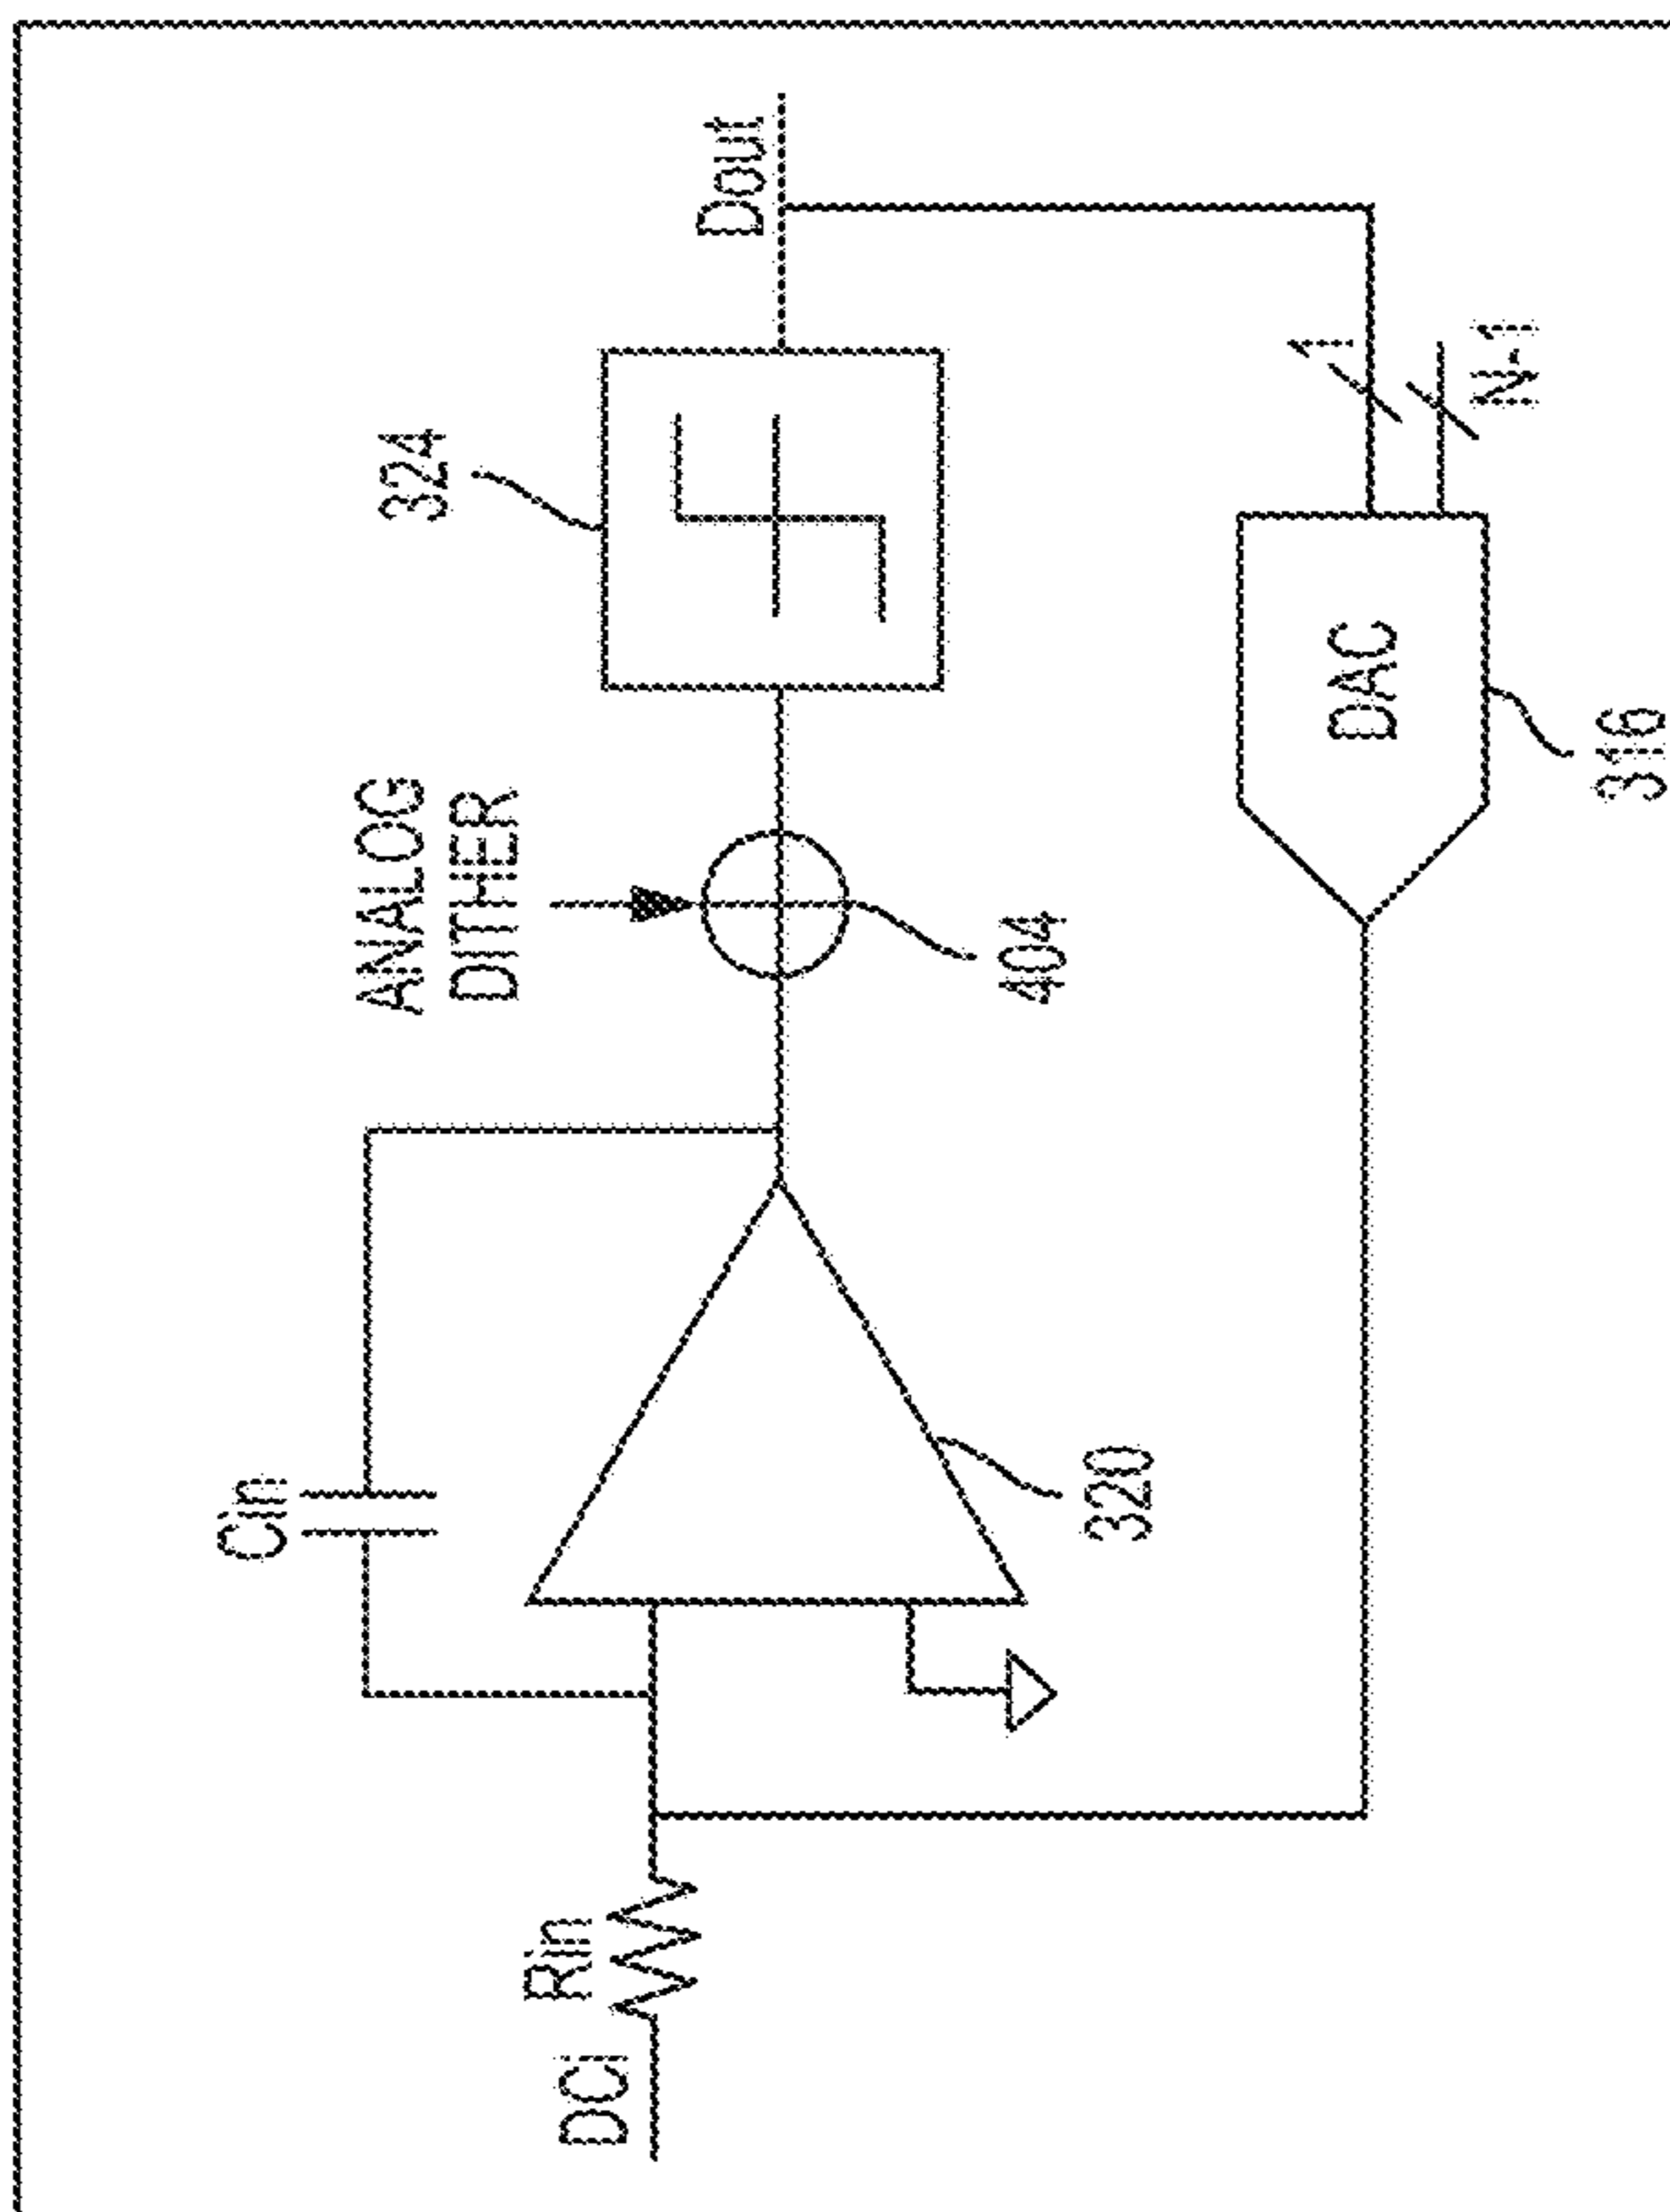 Cin
ANALOG
DITHER
324
Dout
DCi
Rin
320
404
DAC
1
N-1
316